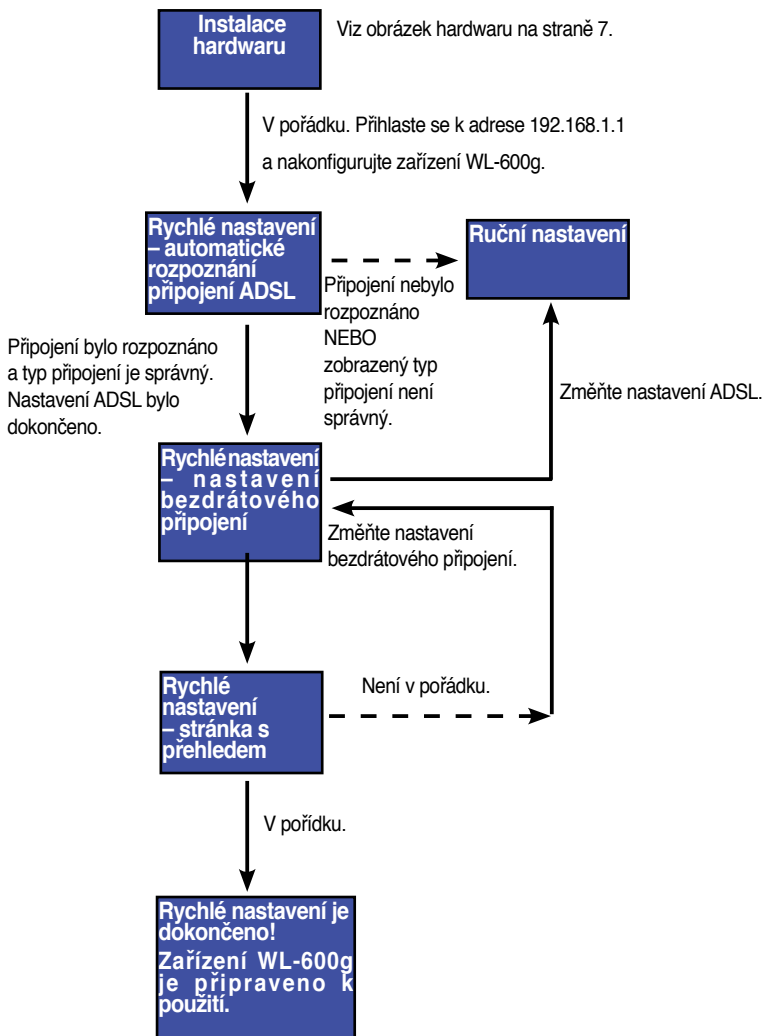 Instalace
hardwaru
Viz obrázek hardwaru na straně 7.
V pořádku. Přihlaste se k adrese 192.168.1.1
a nakonfigurujte zařízení WL-600g.
Rychlé nastavení
– automatické
rozpoznání
připojení ADSL
Ruční nastavení
Připojení nebylo
rozpoznáno
NEBO
zobrazený typ
připojení není
správný.
Připojení bylo rozpoznáno
a typ připojení je správný.
Nastavení ADSL bylo
dokončeno.
Změňte nastavení ADSL.
Rychlé nastavení
– nastavení
bezdrátového
připojení
Změňte nastavení
bezdrátového připojení.
Rychlé
nastavení
– stránka s
přehledem
Není v pořádku.
V pořídku.
Rychlé nastavení je
dokončeno!
Zařízení WL-600g
je připraveno k
použití.